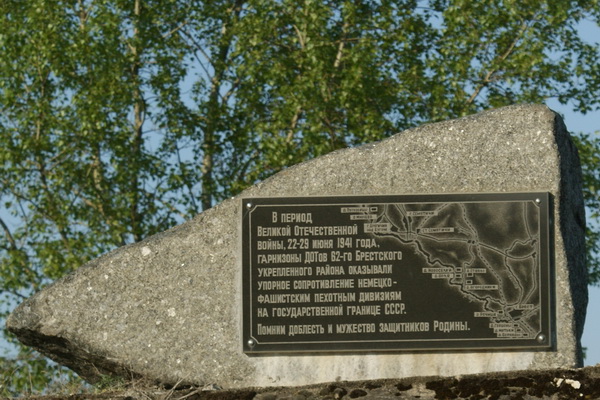 В период
Великой Отечественной
войны, 22-29 июня 1941 года,
гарнизоны ДОТов 62-го Брестского
укрепленного района оказывали
упорное сопротивление немецко-
фашистским пехотным дивизиям
на государственной границе СССР.
Помни доблесть и мужество защитников Родины.